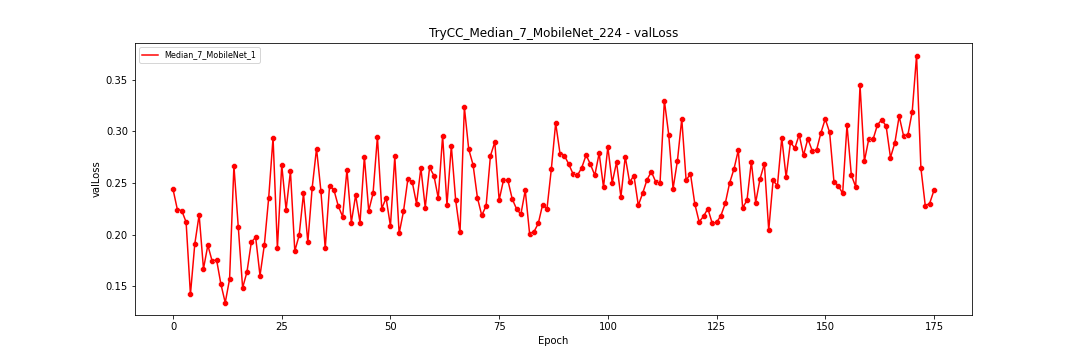 TryCC_Median_7_MobileNet_224 - valLoss
Median_7_MobileNet_1
valLoss
0.35
0.30
0.25
0.20
0.15
0 25 50 75 100 125 150 175
Epoch